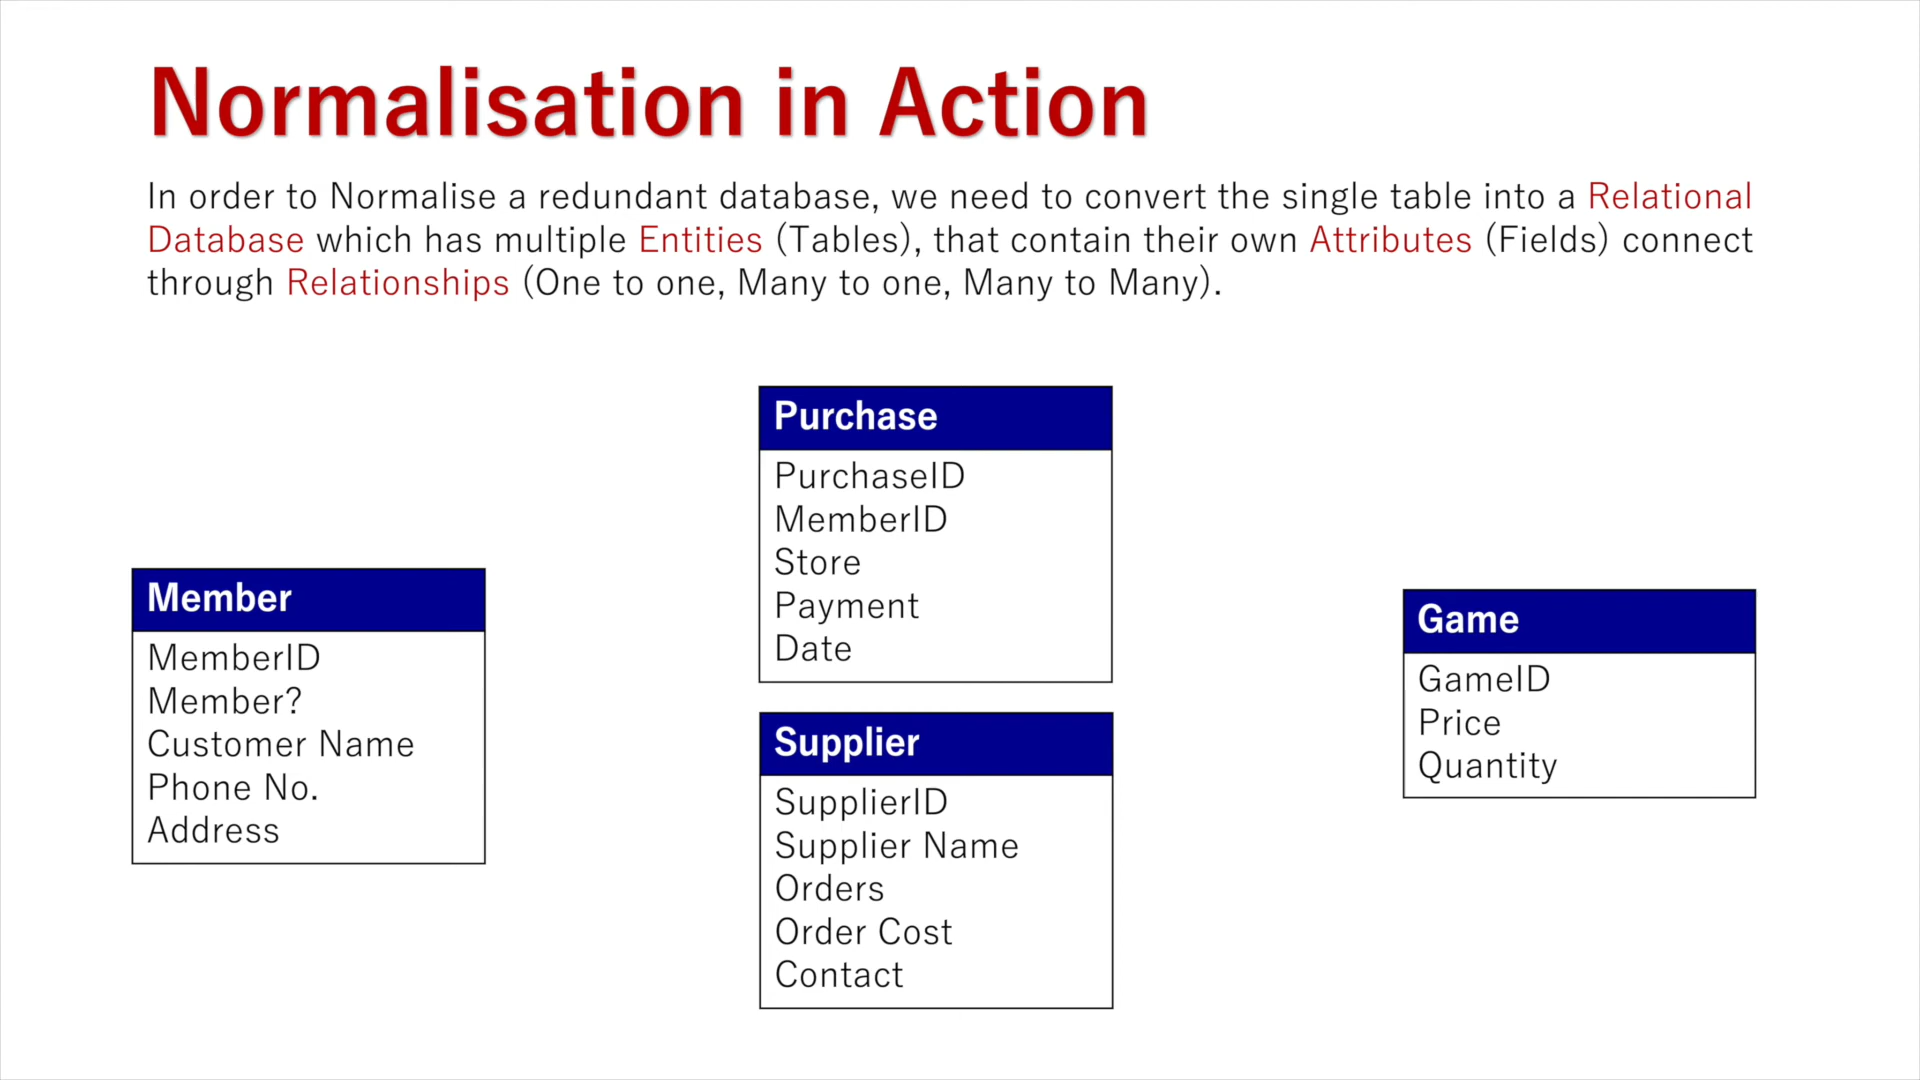 Normalisation in Action
In order to Normalise a redundant database, we need to convert the single table into a Relational
Database which has multiple Entities (Tables), that contain their own Attributes (Fields) connect
through Relationships (One to one, Many to one, Many to Many).
Member
MemberID
Member?
Customer Name
Phone No.
Address
Purchase
PurchaseID
MemberID
Store
Payment
Date
Supplier
SupplierID
Supplier Name
Orders
Order Cost
Contact
Game
GameID
Price
Quantity